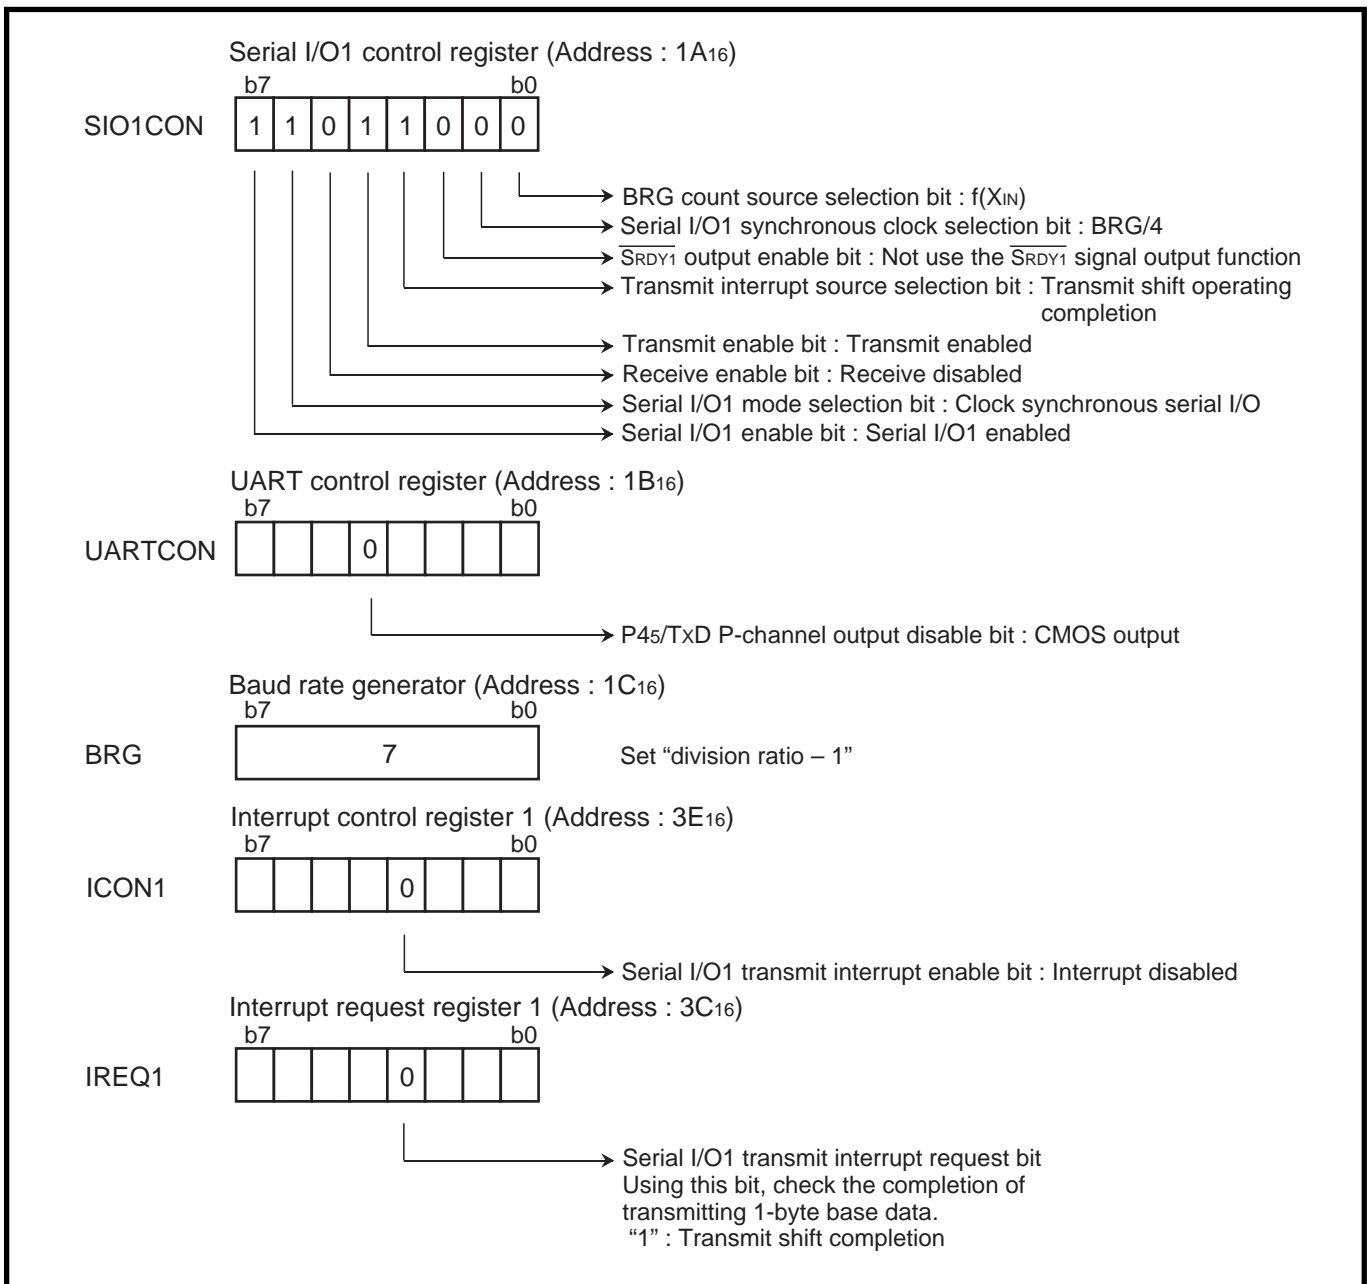 Serial I/O1 control register (Address : 1A16)
b7 b0
SIO1CON 1 1 0 1 1 0 0 0
BRG count source selection bit : f(XIN)
Serial I/O1 synchronous clock selection bit : BRG/4
SRDY1 output enable bit : Not use the SRDY1 signal output function
Transmit interrupt source selection bit : Transmit shift operating
completion
Transmit enable bit : Transmit enabled
Receive enable bit : Receive disabled
Serial I/O1 mode selection bit : Clock synchronous serial I/O
Serial I/O1 enable bit : Serial I/O1 enabled
UART control register (Address : 1B16)
b7 b0
UARTCON 0
P45/TxD P-channel output disable bit : CMOS output
Baud rate generator (Address : 1C16)
b7 b0
BRG 7 Set “division ratio – 1”
Interrupt control register 1 (Address : 3E16)
b7 b0
ICON1 0
Serial I/O1 transmit interrupt enable bit : Interrupt disabled
Interrupt request register 1 (Address : 3C16)
b7 b0
IREQ1 0
Serial I/O1 transmit interrupt request bit
Using this bit, check the completion of
transmitting 1-byte base data.
“1” : Transmit shift completion